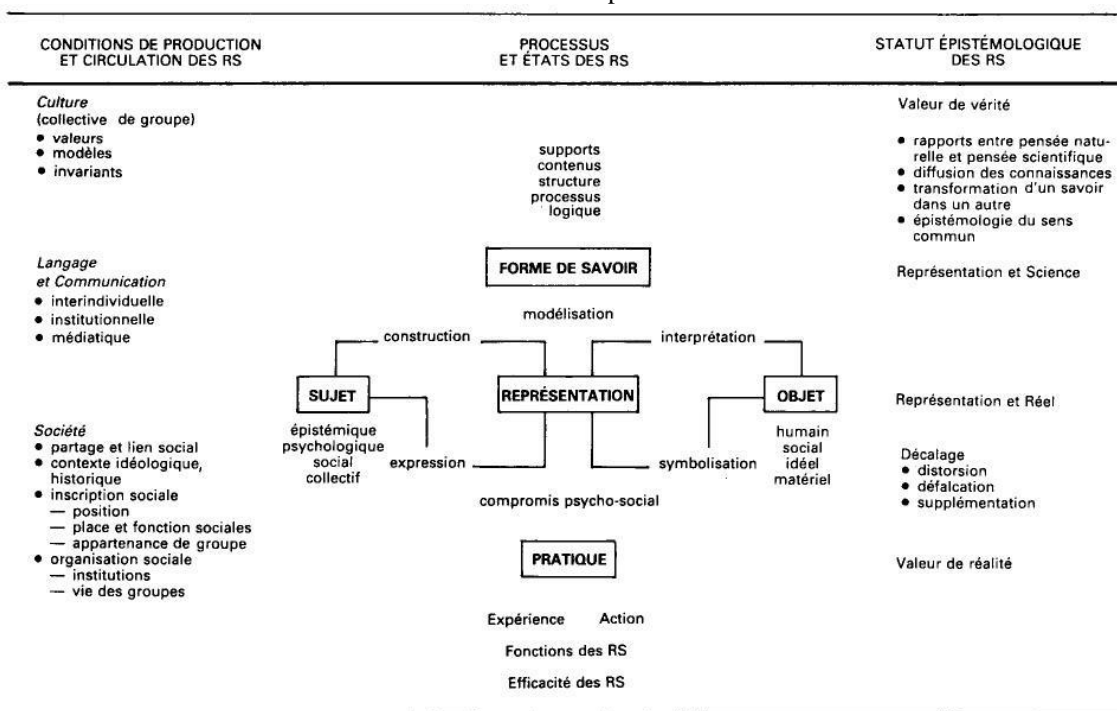 CONDITIONS DE PRODUCTION
ET CIRCULATION DES RS
Culture
(collective de groupe)
• valeurs
• modèles
• invariants
Langage
et Communication
• interindividuelle
• institutionnelle
• médiatique
Société
• partage et lien social
• contexte idéologique,
historique
• inscription sociale
— position
— place et fonction sociales
— appartenance de groupe
• organisation sociale
— institutions
— vie des groupes
PROCESSUS
ET ÉTATS DES RS
supports
contenus
structure
processus
logique
FORME DE SAVOIR
modélisation
construction
interprétation
SUJET
REPRÉSENTATION
OBJET
épistémique
psychologique
social
collectif
expression
symbolisation
humain
social
idéel
matériel
compromis psycho-social
PRATIQUE
Expérience Action
Fonctions des RS
Efficacité des RS
STATUT ÉPISTÉMOLOGIQUE
DES RS
Valeur de vérité
• rapports entre pensée natu-
relle et pensée scientifique
• diffusion des connaissances
• transformation d'un savoir
dans un autre
• épistémologie du sens
commun
Représentation et Science
Représentation et Réel
Décalage
• distorsion
• défalcation
• supplémentation
Valeur de réalité